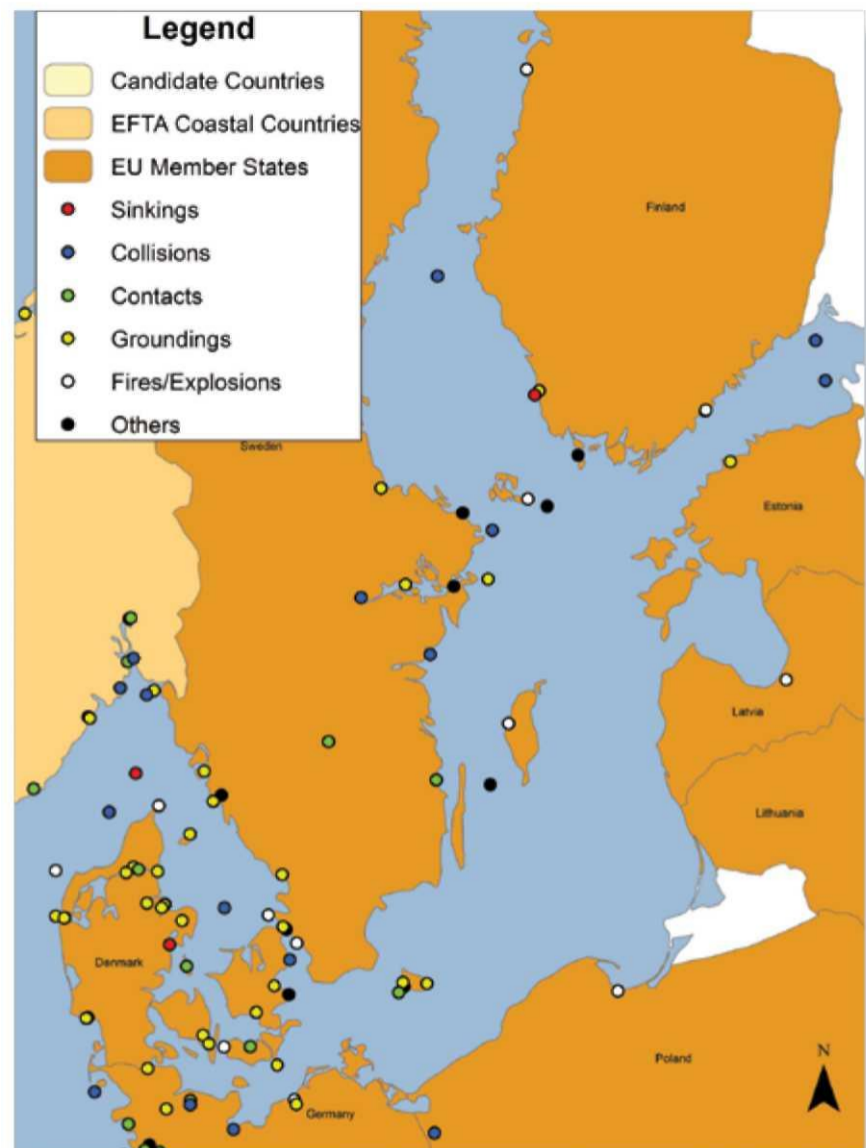 Legend
Candidate Countries
EFTA Coastal Countries
EU Member States
Sinkings
Collisions
Contacts
Groundings
Fires/Explosions
Others
Finland
Sweden
Estonia
Latvia
Lithuania
Denmark
Poland
Germany
N